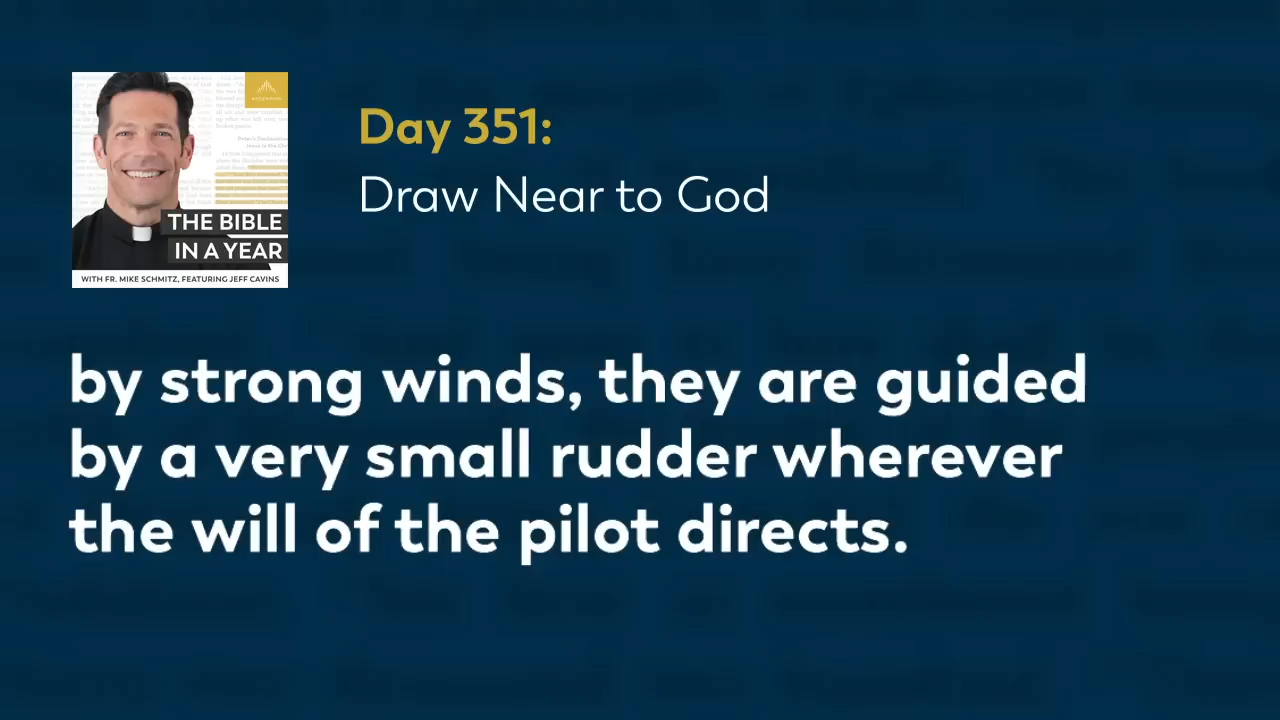 Day 351:
Draw Near to God
THE BIBLE
IN A YEAR
WITH FR. MIKE SCHMITZ, FEATURING JEFF CAVINS
by strong winds, they are guided
by a very small rudder wherever
the will of the pilot directs.